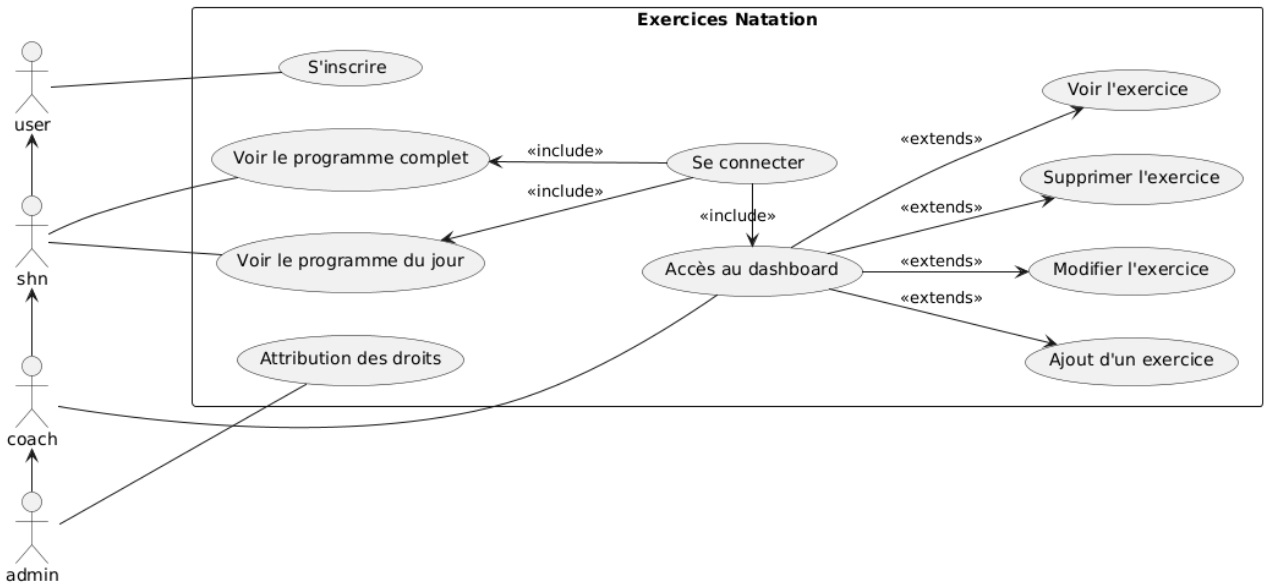 Exercices Natation
user
S'inscrire
Voir l'exercice
«extends»
Voir le programme complet
«include»
Se connecter
Supprimer l'exercice
«include»
«extends»
«include»
shn
Voir le programme du jour
Accès au dashboard
«extends»
Modifier l'exercice
«extends»
Attribution des droits
Ajout d'un exercice
coach
admin